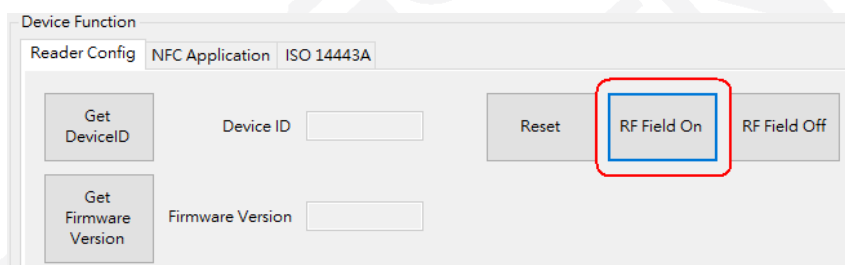 Device Function
Reader Config NFC Application ISO 14443A
Get
DeviceID
Device ID
Reset
RF Field On
RF Field Off
Get
Firmware
Version
Firmware Version